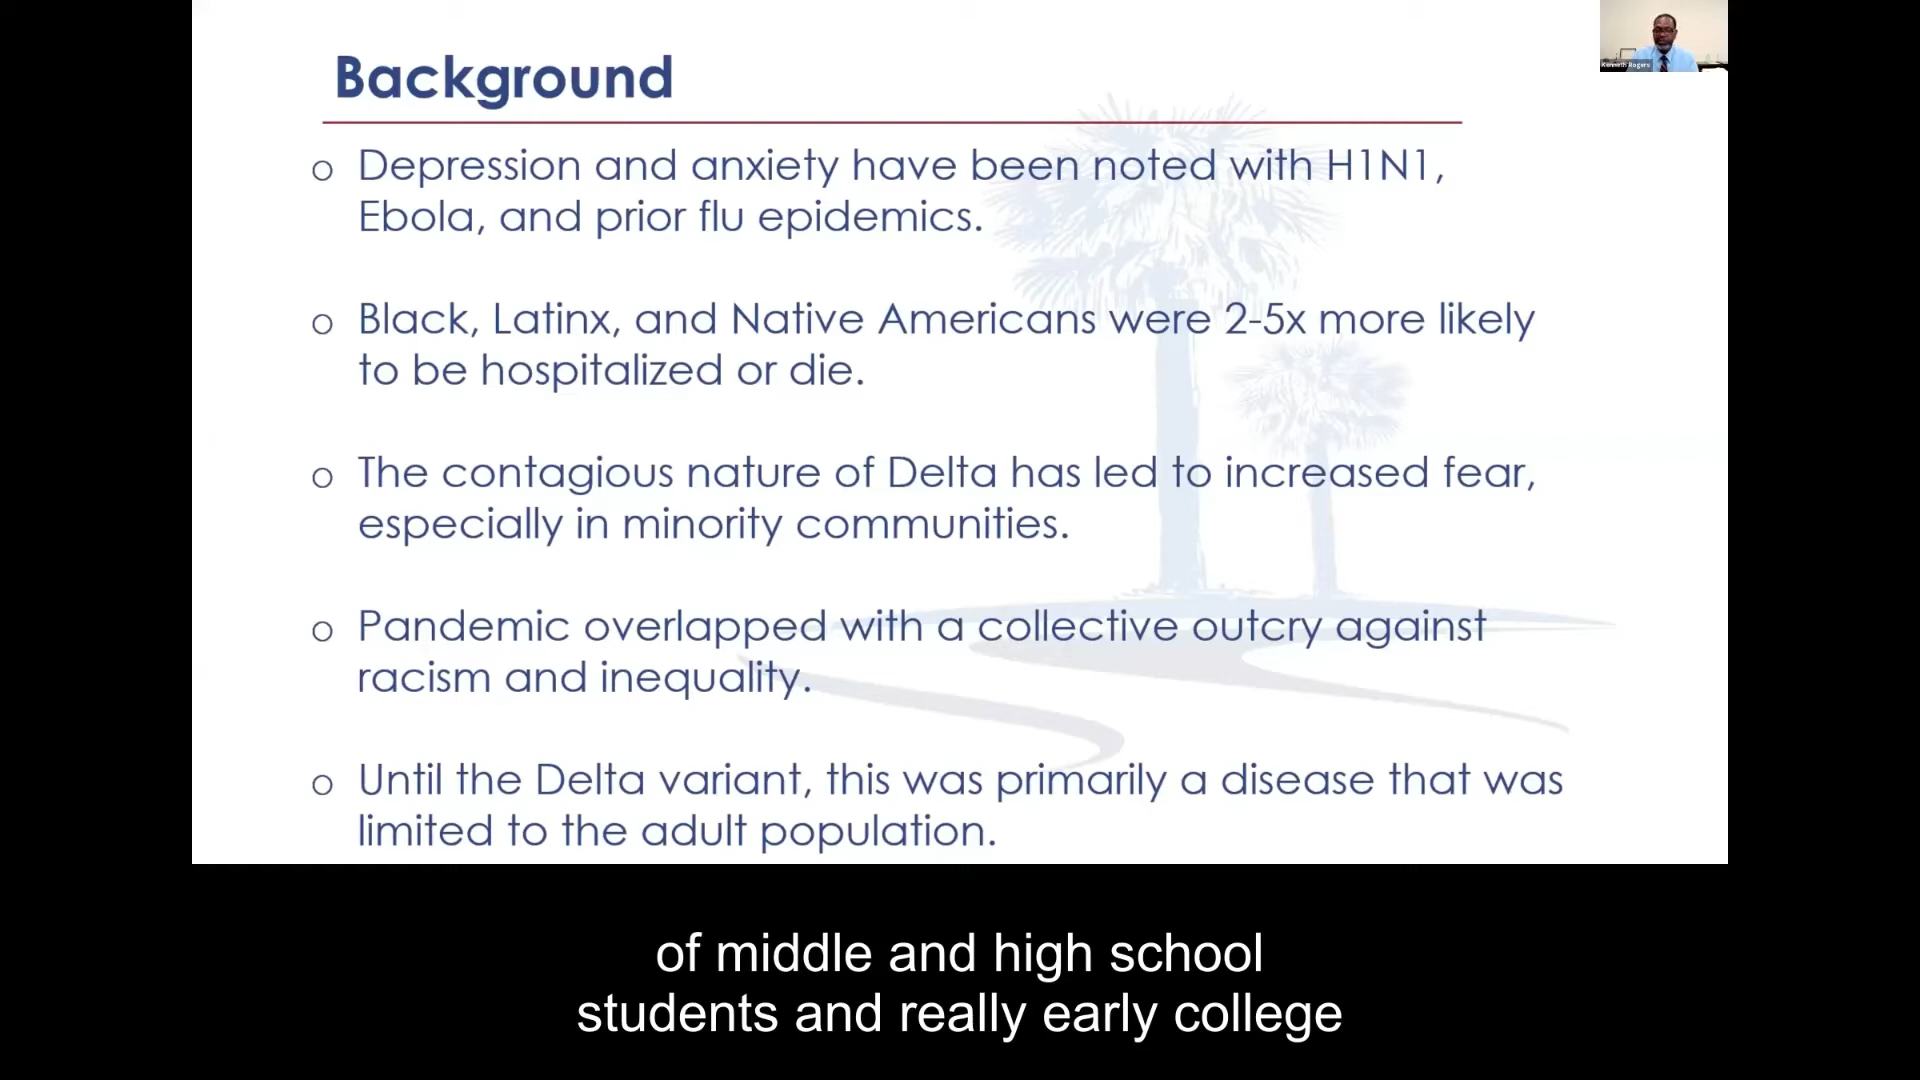 Background
Kenneth Rogers
o Depression and anxiety have been noted with H1N1,
Ebola, and prior flu epidemics.
o Black, Latinx, and Native Americans were 2-5x more likely
to be hospitalized or die.
o The contagious nature of Delta has led to increased fear,
especially in minority communities.
o Pandemic overlapped with a collective outcry against
racism and inequality.
o Until the Delta variant, this was primarily a disease that was
limited to the adult population.
of middle and high school
students and really early college